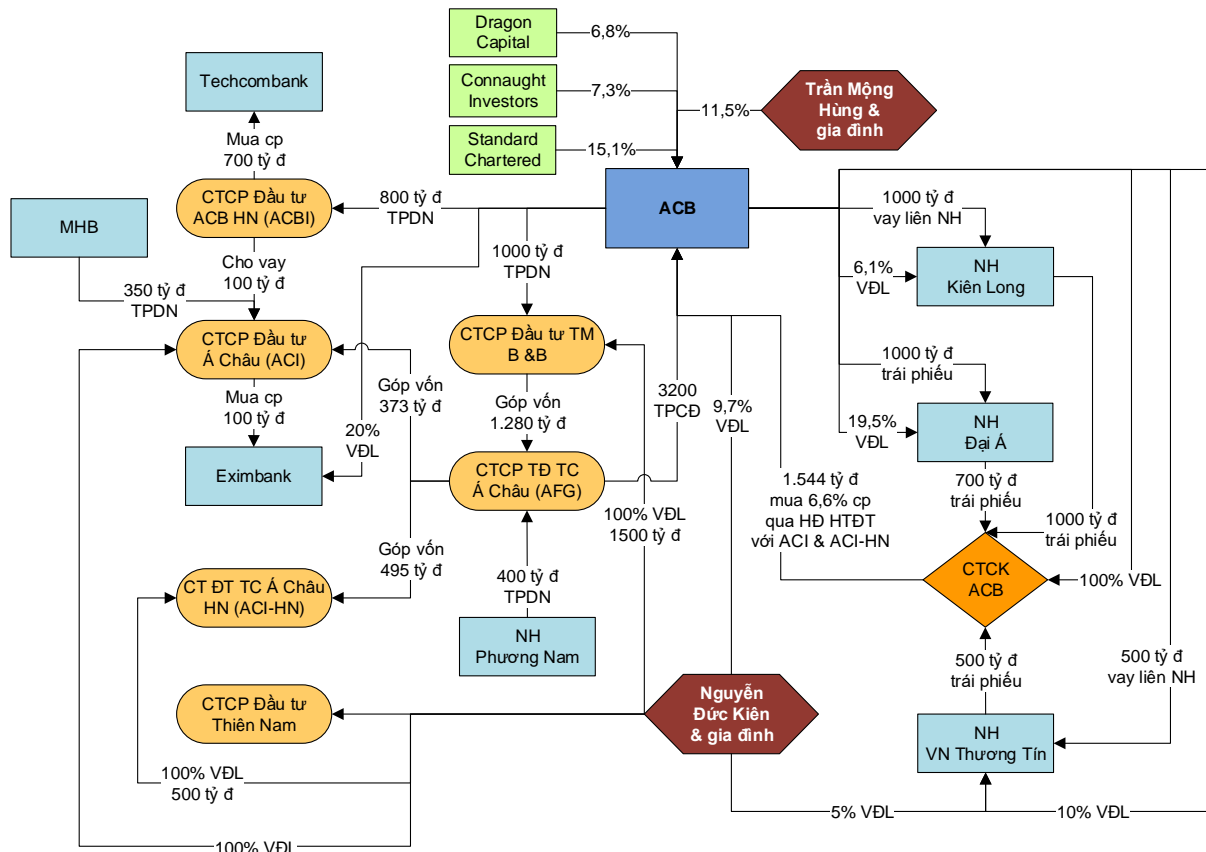 Dragon
Capital
6,8%
Connaught
Investors
7,3%
Standard
Chartered
15,1%
Trần Mộng
Hùng &
gia đình
11,5%
Techcombank
Mua cp
700 tỷ đ
CTCP Đầu tư
ACB HN (ACBI)
800 tỷ đ
TPDN
ACB
MHB
Cho vay
100 tỷ đ
350 tỷ đ
TPDN
1000 tỷ đ
TPDN
1000 tỷ đ
vay liên NH
6,1%
VĐL
NH
Kiên Long
CTCP Đầu tư
Á Châu (ACI)
CTCP Đầu tư TM
B &B
1000 tỷ đ
trái phiếu
Mua cp
100 tỷ đ
Góp vốn
373 tỷ đ
Góp vốn
1.280 tỷ đ
3200
TPCĐ
9,7%
VĐL
19,5%
VĐL
NH
Đại Á
20%
VĐL
Eximbank
CTCP TĐ TC
Á Châu (AFG)
100% VĐL
1500 tỷ đ
1.544 tỷ đ
mua 6,6% cp
qua HĐ HTĐT
với ACI & ACI-HN
700 tỷ đ
trái phiếu
1000 tỷ đ
trái phiếu
Góp vốn
495 tỷ đ
CT ĐT TC Á Châu
HN (ACI-HN)
400 tỷ đ
TPDN
CTCK
ACB
100% VĐL
NH
Phương Nam
500 tỷ đ
trái phiếu
500 tỷ đ
vay liên NH
CTCP Đầu tư
Thiên Nam
Nguyễn
Đức Kiên
& gia đình
NH
VN Thương Tín
100% VĐL
500 tỷ đ
5% VĐL
10% VĐL
100% VĐL